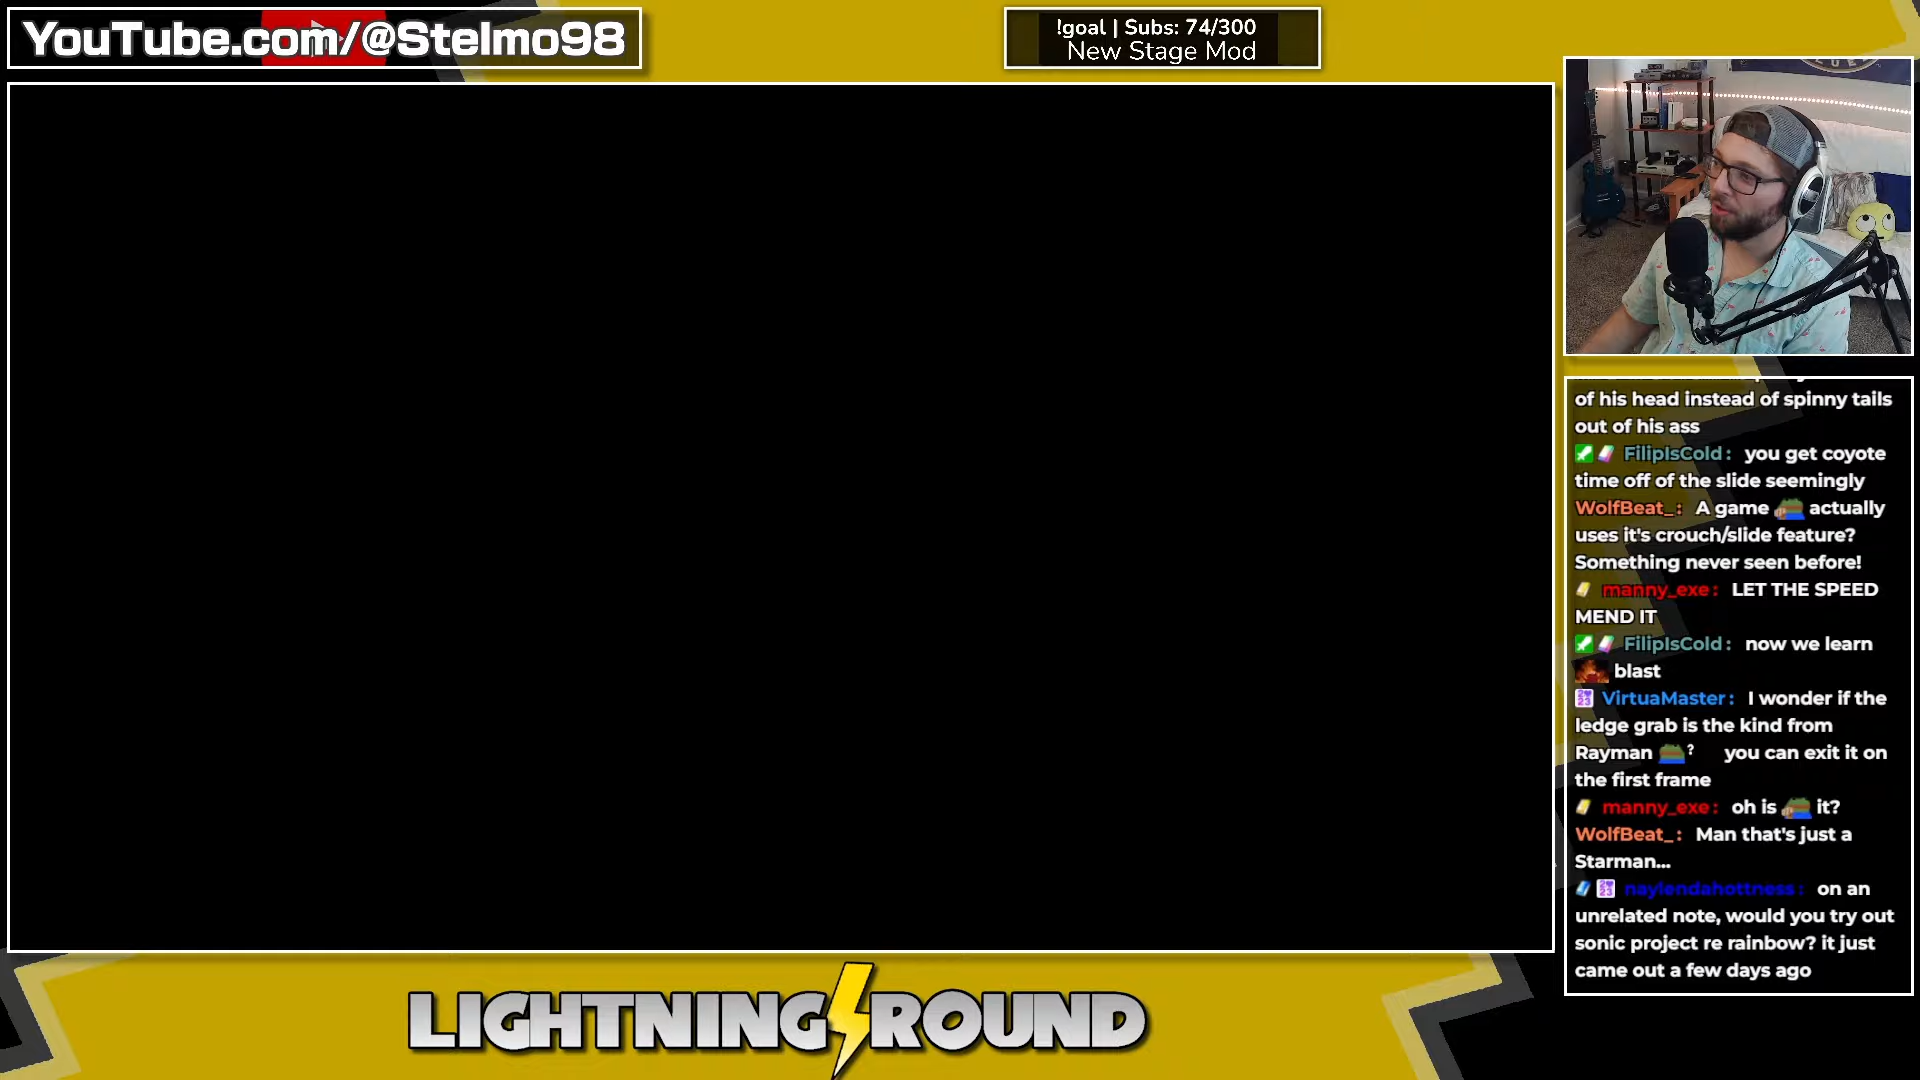 YouTube.com/@Stelmo98
!goal | Subs: 74/300
New Stage Mod
of his head instead of spinny tails
out of his ass
FilipIsCold: you get coyote
time off of the slide seemingly
WolfBeat_: A game actually
uses it's crouch/slide feature?
Something never seen before!
manny_exe: LET THE SPEED
MEND IT
FilipIsCold: now we learn
blast
VirtuaMaster: I wonder if the
ledge grab is the kind from
Rayman ? you can exit it on
the first frame
manny_exe: oh is it?
WolfBeat_: Man that's just a
Starman...
naylendahottness: on an
unrelated note, would you try out
sonic project re rainbow? it just
came out a few days ago
LIGHTNING ROUND